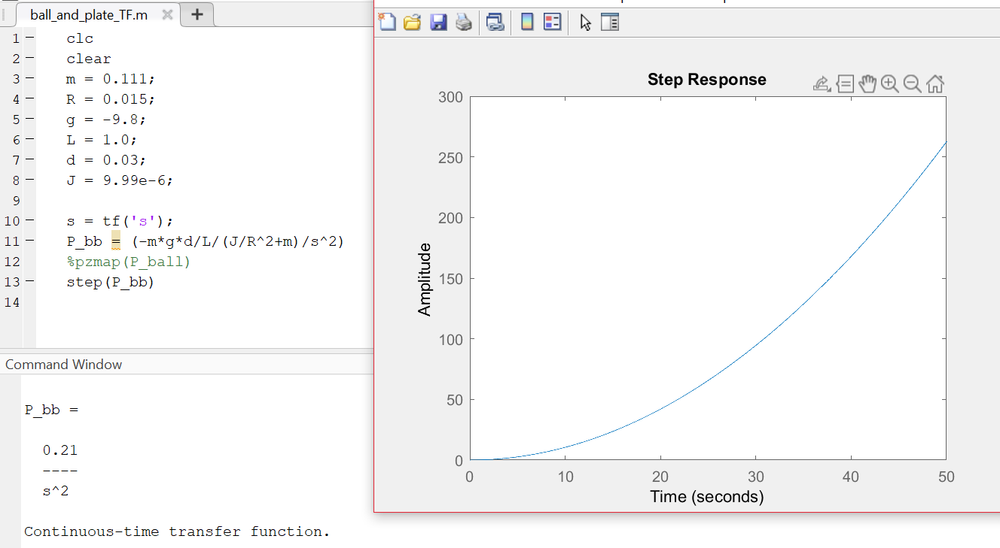 ball_and_plate_TF.m
1 clc
2 clear
3 m = 0.111;
4 R = 0.015;
5 g = -9.8;
6 L = 1.0;
7 d = 0.03;
8 J = 9.99e-6;
9
10 s = tf('s');
11 P_bb = (-m*g*d/L/(J/R^2+m)/s^2)
12 %pzmap(P_ball)
13 step(P_bb)
14
Command Window
P_bb =
0.21
----
s^2
Continuous-time transfer function.
Step Response
300
250
200
150
100
50
0
Amplitude
0 10 20 30 40 50
Time (seconds)